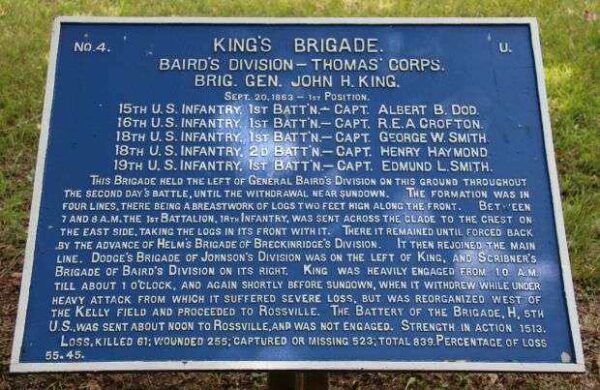 No. 4. KING'S BRIGADE. U.
BAIRD'S DIVISION — THOMAS' CORPS.
BRIG. GEN. JOHN H. KING.
SEPT. 20, 1863 – 1ST POSITION.
15TH U.S. INFANTRY, 1ST BATT'N. – CAPT. ALBERT B. DOD.
16TH U.S. INFANTRY, 1ST BATT'N. – CAPT. R.E.A. CROFTON.
18TH U.S. INFANTRY, 1ST BATT'N. – CAPT. GEORGE W. SMITH.
18TH U.S. INFANTRY, 2D BATT'N. – CAPT. HENRY HAYMOND.
19TH U.S. INFANTRY, 1ST BATT'N. – CAPT. EDMUND L. SMITH.
THIS BRIGADE HELD THE LEFT OF GENERAL BAIRD'S DIVISION ON THIS GROUND THROUGHOUT
THE SECOND DAY'S BATTLE, UNTIL THE WITHDRAWAL NEAR SUNDOWN. THE FORMATION WAS IN
FOUR LINES, THERE BEING A BREASTWORK OF LOGS TWO FEET HIGH ALONG THE FRONT. BETWEEN
7 AND 8 A.M. THE 1ST BATTALION, 18TH INFANTRY, WAS SENT ACROSS THE GLADE TO THE CREST ON
THE EAST SIDE, TAKING THE LOGS IN ITS FRONT WITH IT. THERE IT REMAINED UNTIL FORCED BACK
BY THE ADVANCE OF HELM'S BRIGADE OF BRECKINRIDGE'S DIVISION. IT THEN REJOINED THE MAIN
LINE. DODGE'S BRIGADE OF JOHNSON'S DIVISION WAS ON THE LEFT OF KING, AND SCRIBNER'S
BRIGADE OF BAIRD'S DIVISION ON ITS RIGHT. KING WAS HEAVILY ENGAGED FROM 10 A.M.
TILL ABOUT 1 O'CLOCK, AND AGAIN SHORTLY BEFORE SUNDOWN, WHEN IT WITHDREW WHILE UNDER
HEAVY ATTACK FROM WHICH IT SUFFERED SEVERE LOSS, BUT WAS REORGANIZED WEST OF
THE KELLY FIELD AND PROCEEDED TO ROSSVILLE. THE BATTERY OF THE BRIGADE, H, 5TH
U.S., WAS SENT ABOUT NOON TO ROSSVILLE, AND WAS NOT ENGAGED. STRENGTH IN ACTION 1513.
LOSS, KILLED 61; WOUNDED 255; CAPTURED OR MISSING 523; TOTAL 839. PERCENTAGE OF LOSS
55.45.